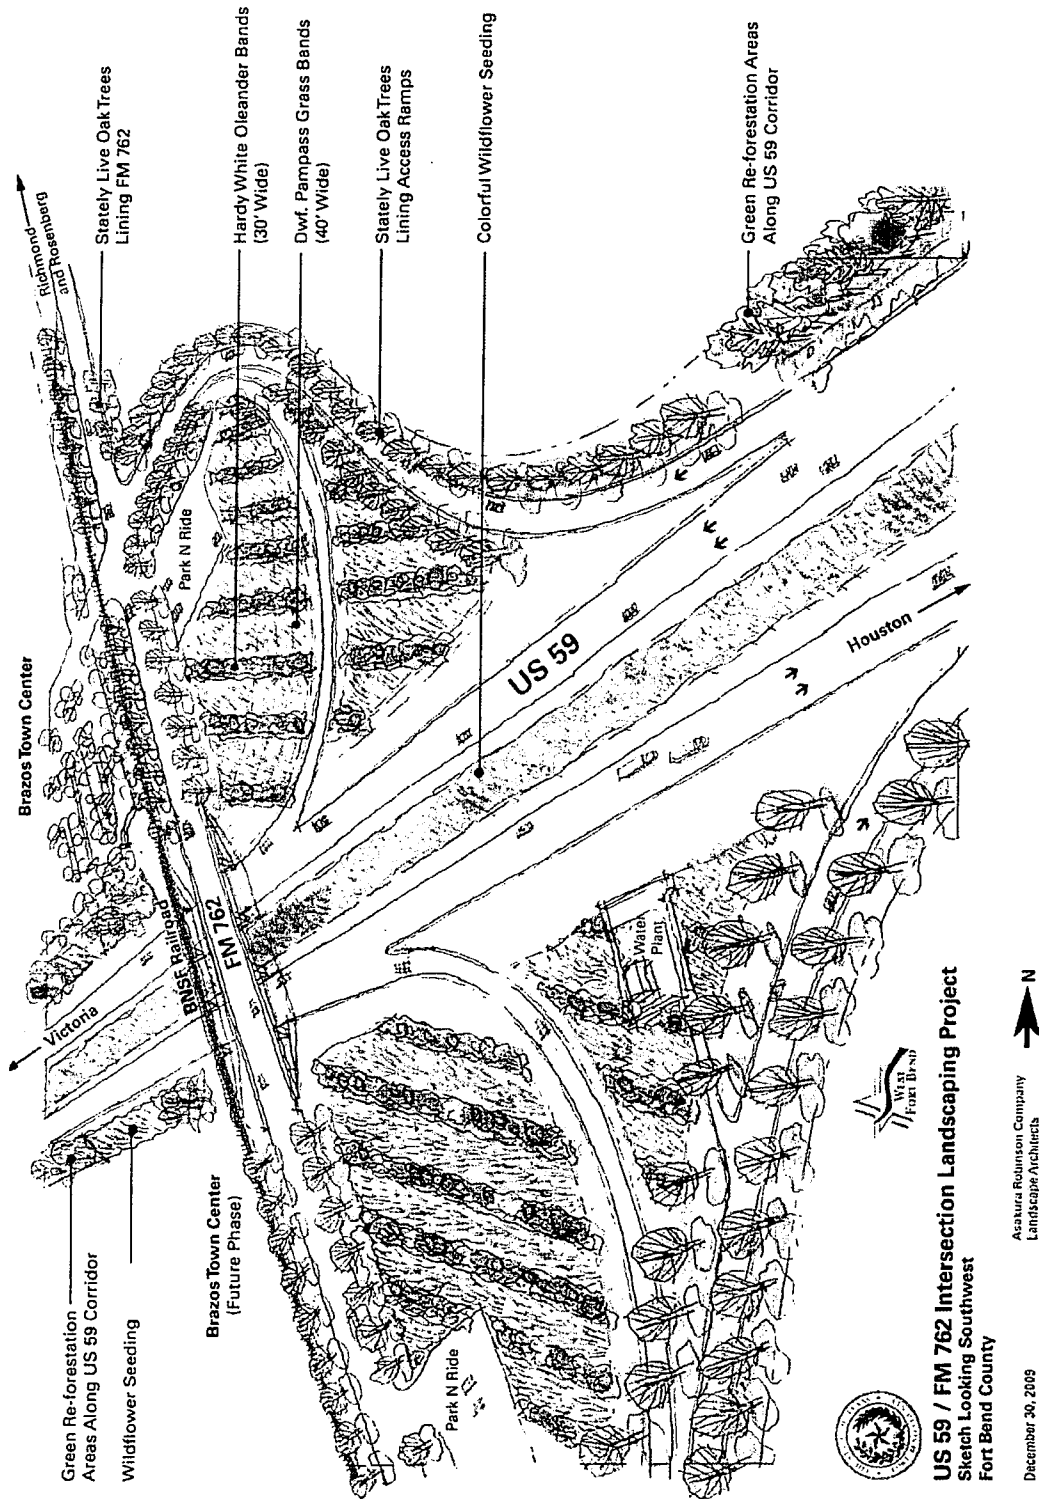 Green Re-forestation
Areas Along US 59 Corridor
Wildflower Seeding
Brazos Town Center
(Future Phase)
Victoria
BNSF Railroad
FM 762
Brazos Town Center
Richmond
and Rosenberg
Stately Live Oak Trees
Lining FM 762
Hardy White Oleander Bands
(30' Wide)
Dwf. Pampass Grass Bands
(40' Wide)
Stately Live Oak Trees
Lining Access Ramps
Colorful Wildflower Seeding
Green Re-forestation Areas
Along US 59 Corridor
Park N Ride
US 59
Houston
Water
Plant
Park N Ride
US 59 / FM 762 Intersection Landscaping Project
Sketch Looking Southwest
Fort Bend County
WEST
FORT BEND
December 30, 2009
Asakura Robinson Company
Landscape Architects
N